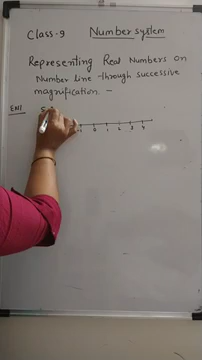 Class-9 Number system
Representing Real Numbers on
Number line through successive
magnification -
0 1 2 3 4